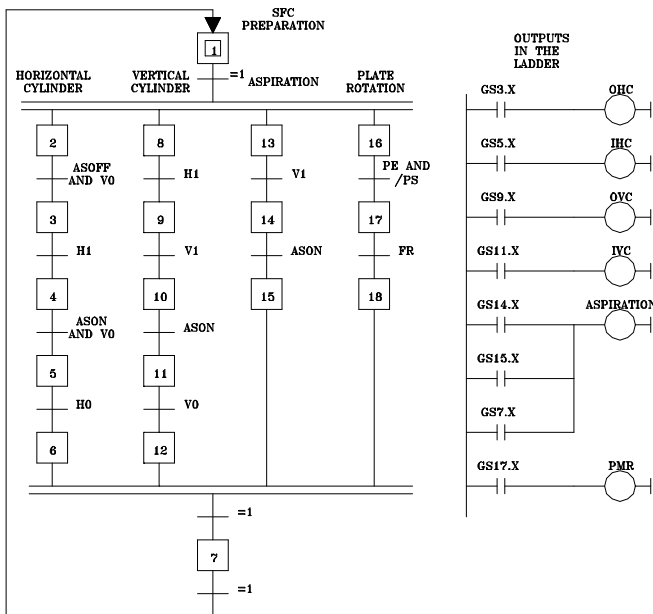 SFC
PREPARATION
1
=1
ASPIRATION
HORIZONTAL
CYLINDER
VERTICAL
CYLINDER
PLATE
ROTATION
2
8
13
16
ASOFF
AND V0
H1
V1
PE AND
/PS
3
9
14
17
H1
V1
ASON
FR
4
10
15
18
ASON
AND V0
ASON
5
11
H0
V0
6
12
=1
7
=1
OUTPUTS
IN THE
LADDER
GS3.X
OHC
GS5.X
IHC
GS9.X
OVC
GS11.X
IVC
GS14.X
ASPIRATION
GS15.X
GS7.X
GS17.X
PMR